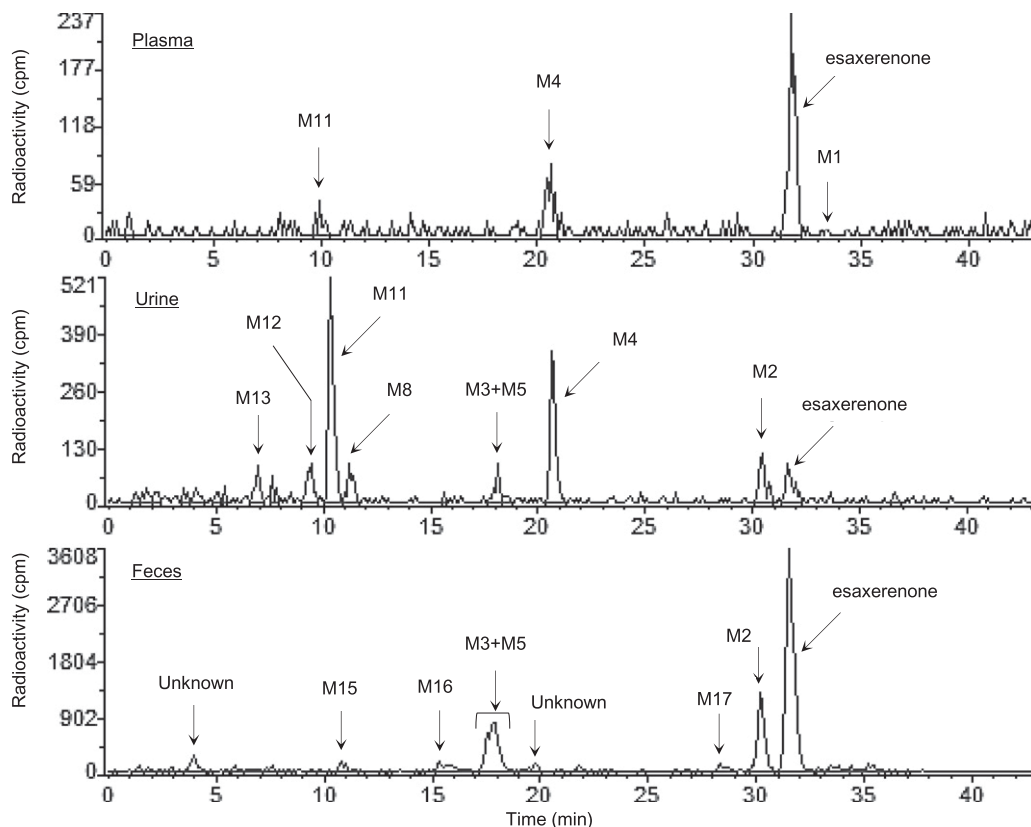 Plasma
Radioactivity (cpm)
237
177
118
59
0
M11
M4
esaxerenone
M1
0 5 10 15 20 25 30 35 40
Urine
Radioactivity (cpm)
521
390
260
130
0
M13
M12
M11
M8
M3+M5
M4
M2
esaxerenone
0 5 10 15 20 25 30 35 40
Feces
Radioactivity (cpm)
3608
2706
1804
902
0
Unknown
M15
M16
M3+M5
Unknown
M17
M2
esaxerenone
0 5 10 15 20 25 30 35 40
Time (min)